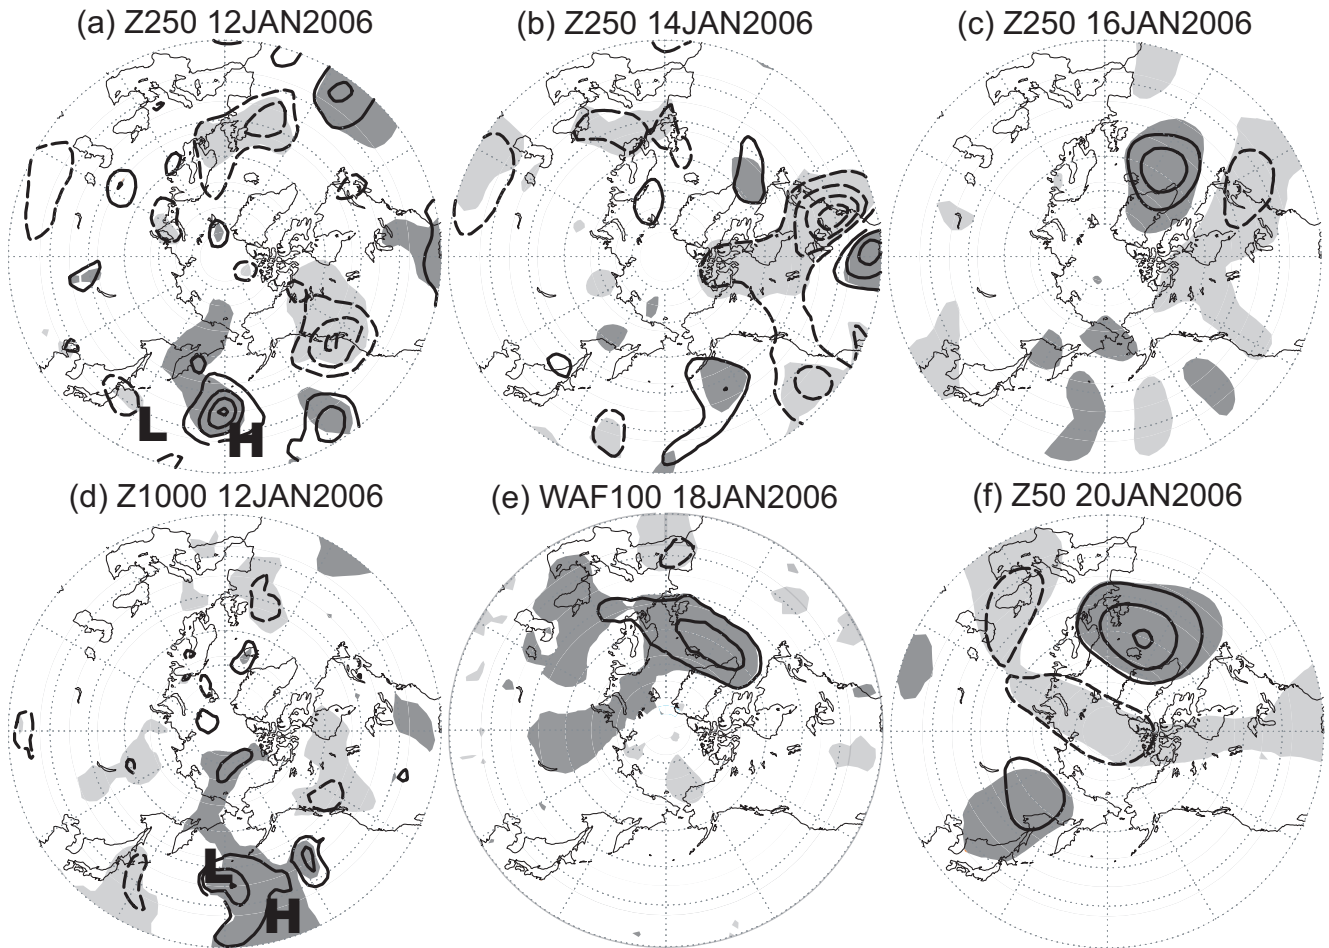 (a) Z250 12JAN2006
(b) Z250 14JAN2006
(c) Z250 16JAN2006
L
H
(d) Z1000 12JAN2006
(e) WAF100 18JAN2006
(f) Z50 20JAN2006
L
H